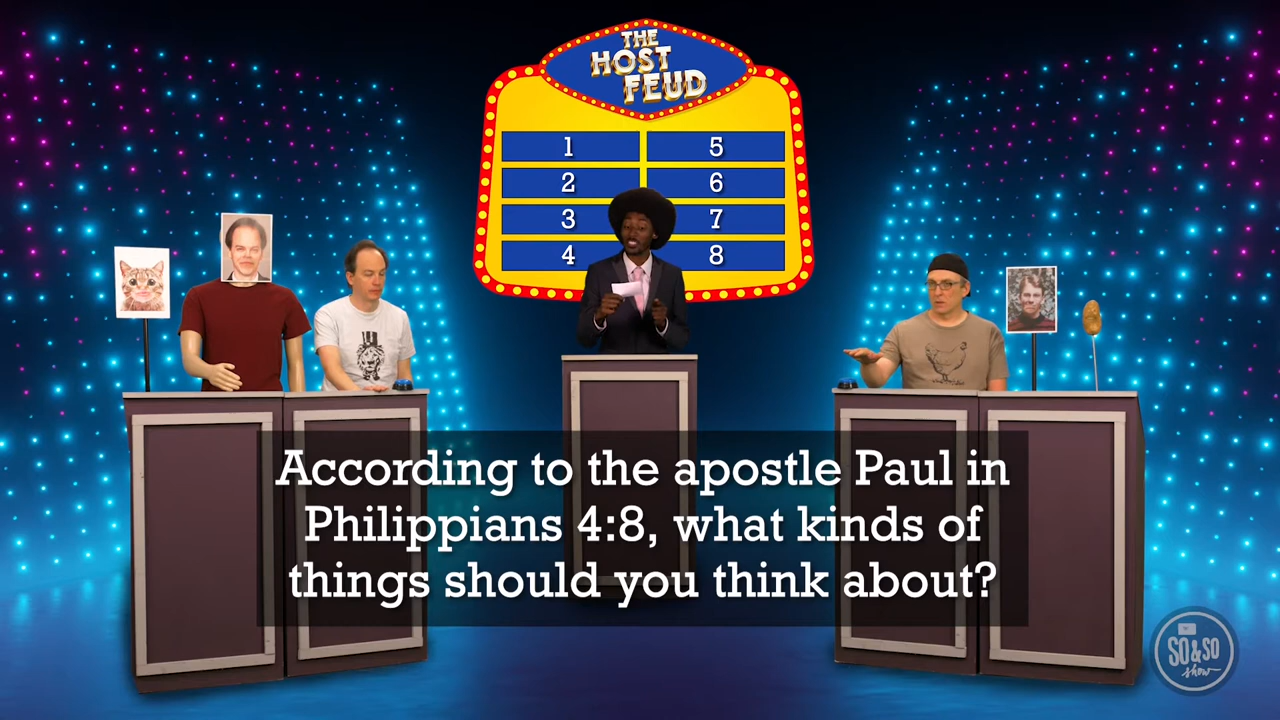 THE
HOST
FEUD
1
5
2
6
3
7
4
8
According to the apostle Paul in
Philippians 4:8, what kinds of
things should you think about?
SO & SO
show